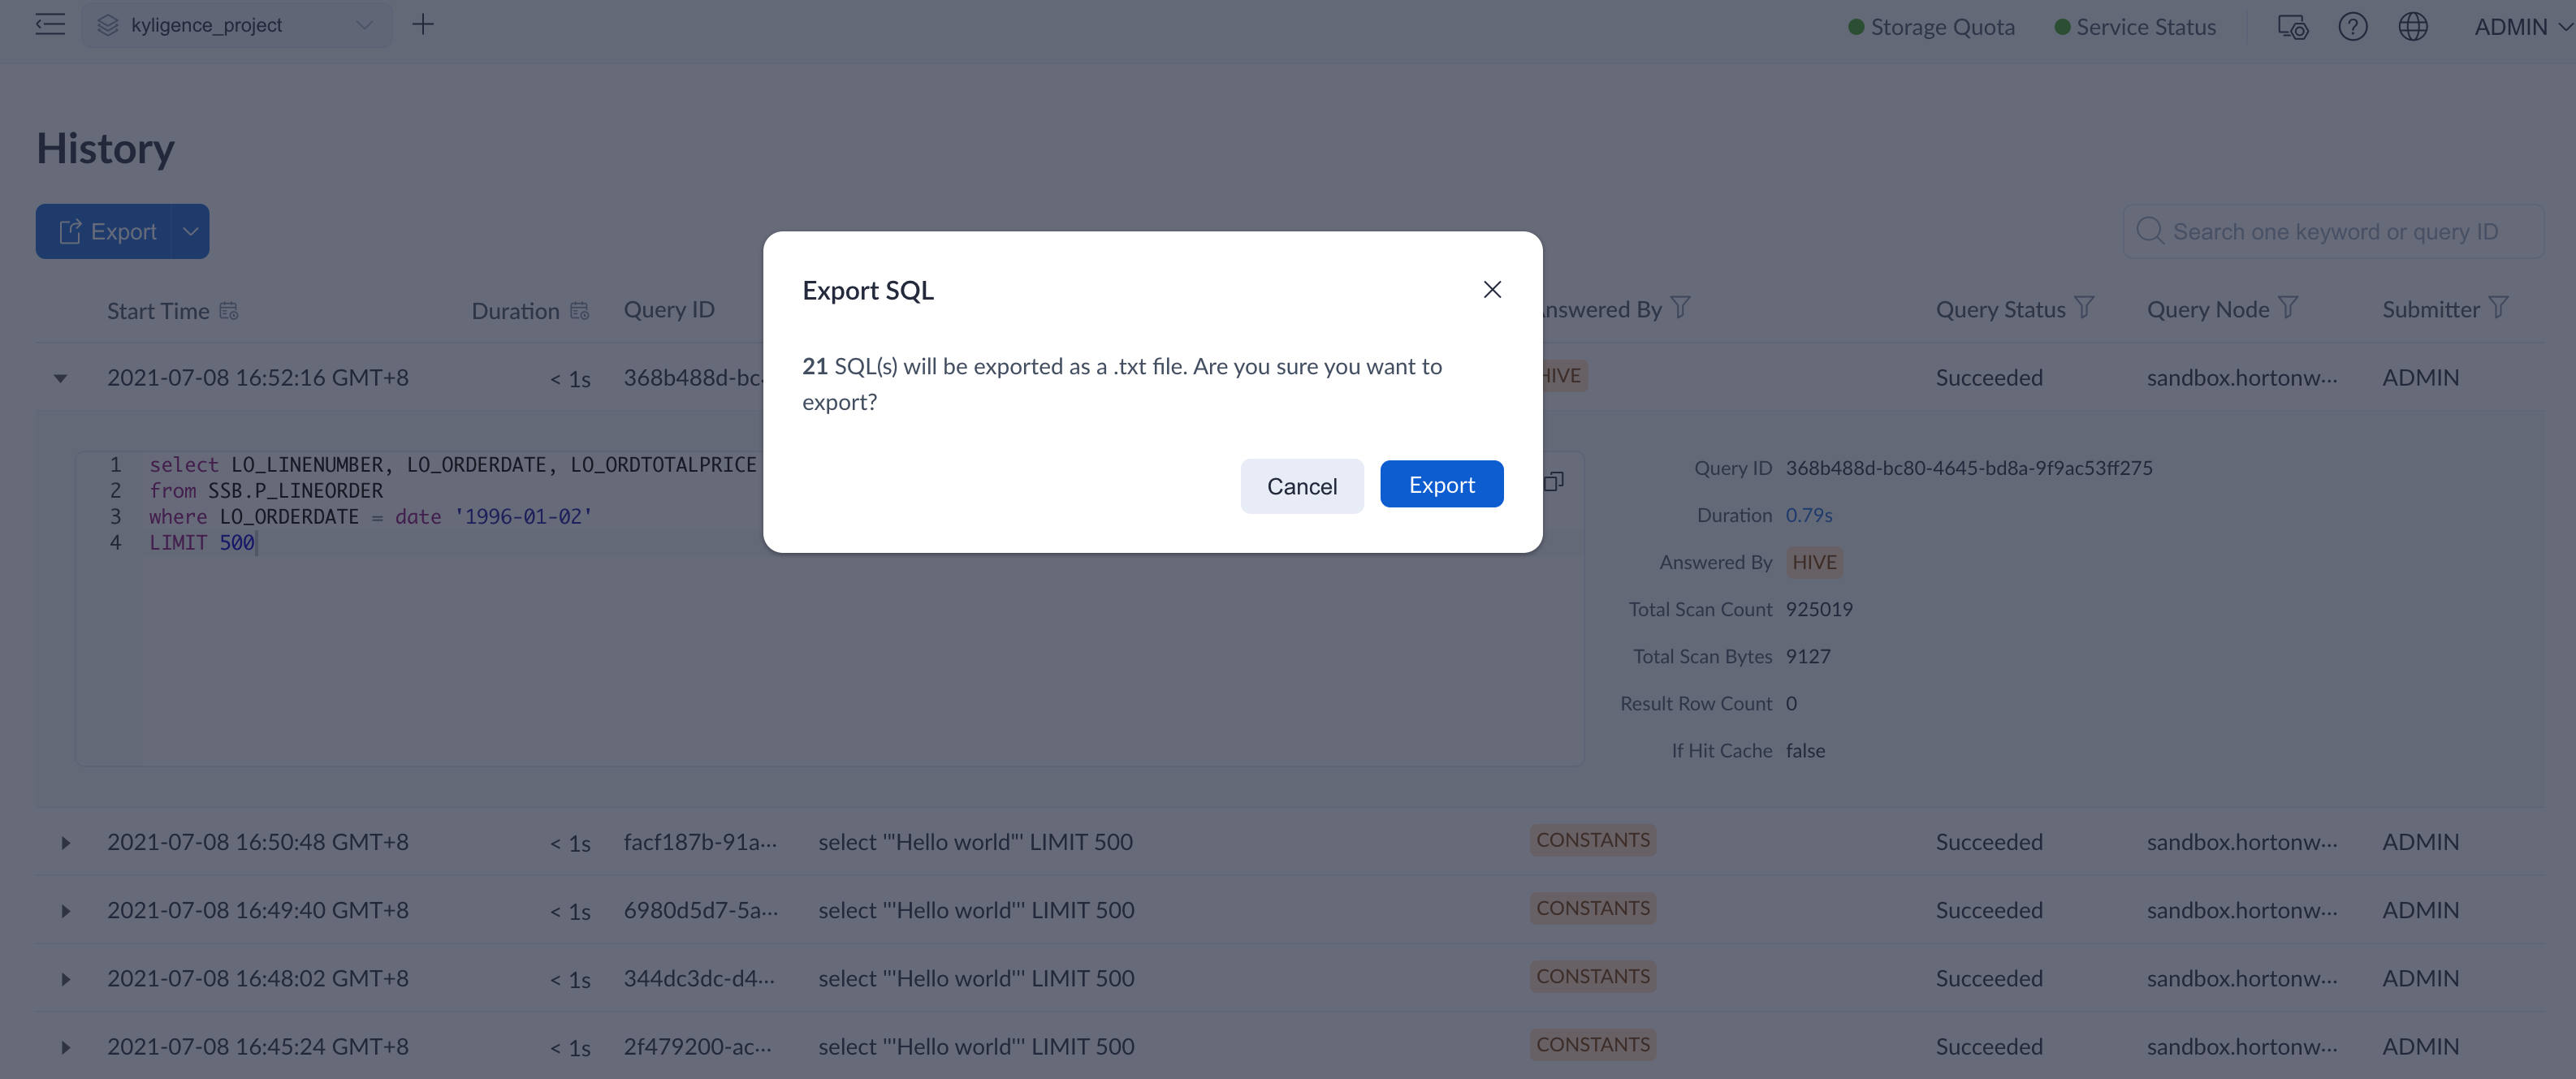 kyligence_project
Storage Quota
Service Status
ADMIN
History
Export
Search one keyword or query ID
Start Time
Duration
Query ID
nswered By
Query Status
Query Node
Submitter
2021-07-08 16:52:16 GMT+8
< 1s
368b488d-bc
HIVE
Succeeded
sandbox.hortonw···
ADMIN
Export SQL
21 SQL(s) will be exported as a .txt file. Are you sure you want to
export?
Cancel
Export
1 select LO_LINENUMBER, LO_ORDERDATE, LO_ORDTOTALPRICE
2 from SSB.P_LINEORDER
3 where LO_ORDERDATE = date '1996-01-02'
4 LIMIT 500
Query ID 368b488d-bc80-4645-bd8a-9f9ac53ff275
Duration 0.79s
Answered By HIVE
Total Scan Count 925019
Total Scan Bytes 9127
Result Row Count 0
If Hit Cache false
2021-07-08 16:50:48 GMT+8 < 1s facf187b-91a··· select '"Hello world"' LIMIT 500 CONSTANTS Succeeded sandbox.hortonw··· ADMIN
2021-07-08 16:49:40 GMT+8 < 1s 6980d5d7-5a··· select '"Hello world"' LIMIT 500 CONSTANTS Succeeded sandbox.hortonw··· ADMIN
2021-07-08 16:48:02 GMT+8 < 1s 344dc3dc-d4··· select '"Hello world"' LIMIT 500 CONSTANTS Succeeded sandbox.hortonw··· ADMIN
2021-07-08 16:45:24 GMT+8 < 1s 2f479200-ac··· select '"Hello world"' LIMIT 500 CONSTANTS Succeeded sandbox.hortonw··· ADMIN